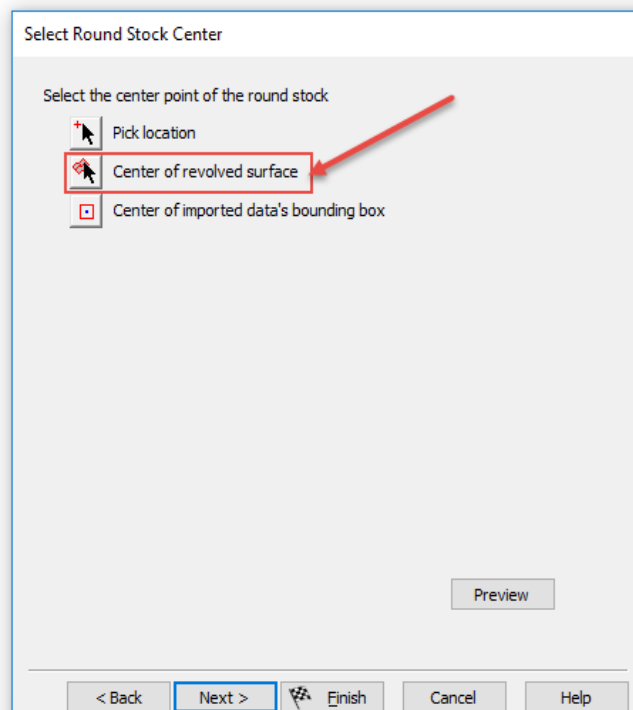 Select Round Stock Center
Select the center point of the round stock
Pick location
Center of revolved surface
Center of imported data's bounding box
Preview
< Back Next > Finish Cancel Help